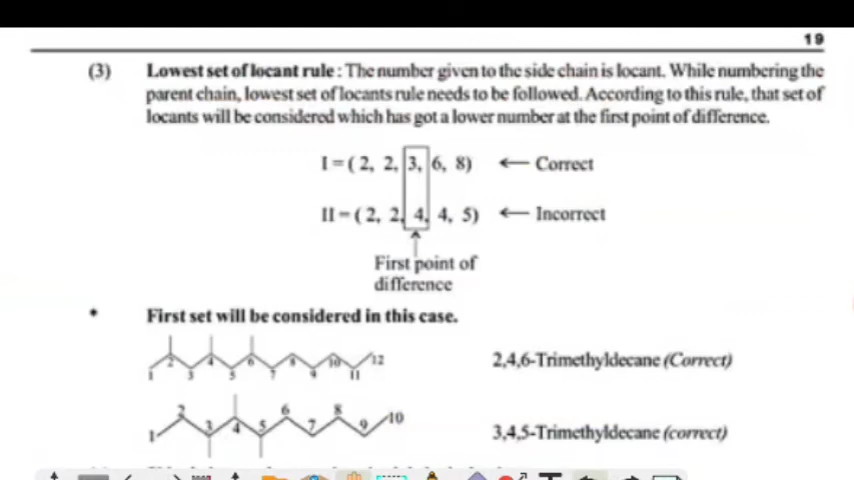 19
(3) Lowest set of locant rule : The number given to the side chain is locant. While numbering the
parent chain, lowest set of locants rule needs to be followed. According to this rule, that set of
locants will be considered which has got a lower number at the first point of difference.
I = ( 2, 2, 3, 6, 8) ← Correct
II = ( 2, 2, 4, 4, 5) ← Incorrect
First point of
difference
• First set will be considered in this case.
1 2 3 4 5 6 7 8 9 10 11 12
2,4,6-Trimethyldecane (Correct)
1 2 3 4 5 6 7 8 9 10
3,4,5-Trimethyldecane (correct)